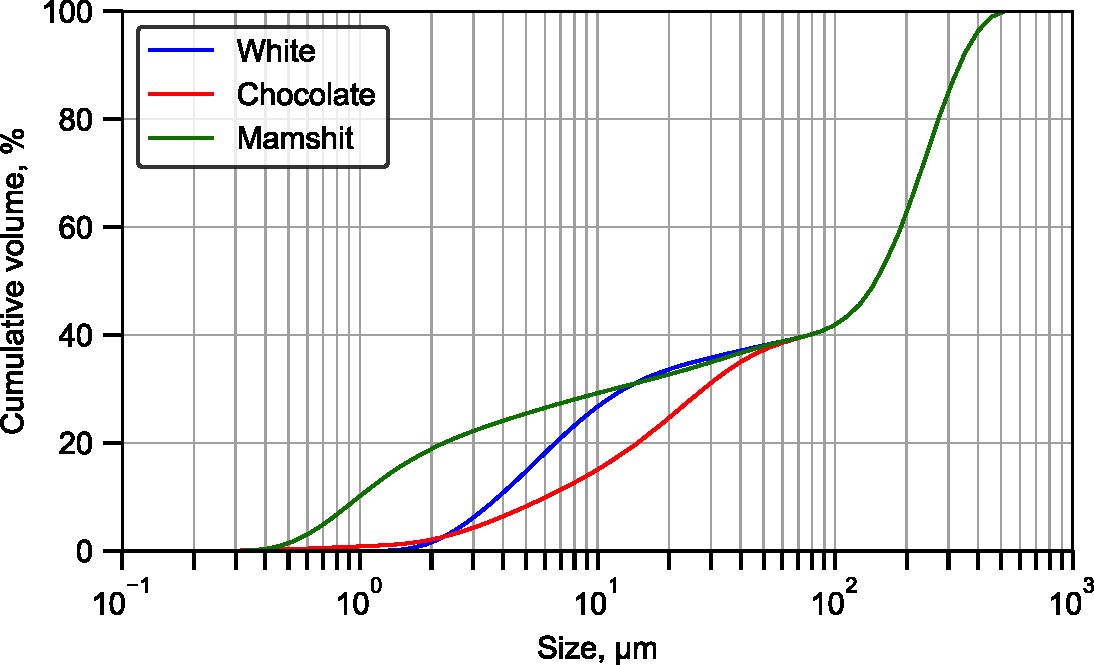 Cumulative volume, %
100
80
60
40
20
0
White
Chocolate
Mamshit
10⁻¹ 10⁰ 10¹ 10² 10³
Size, µm